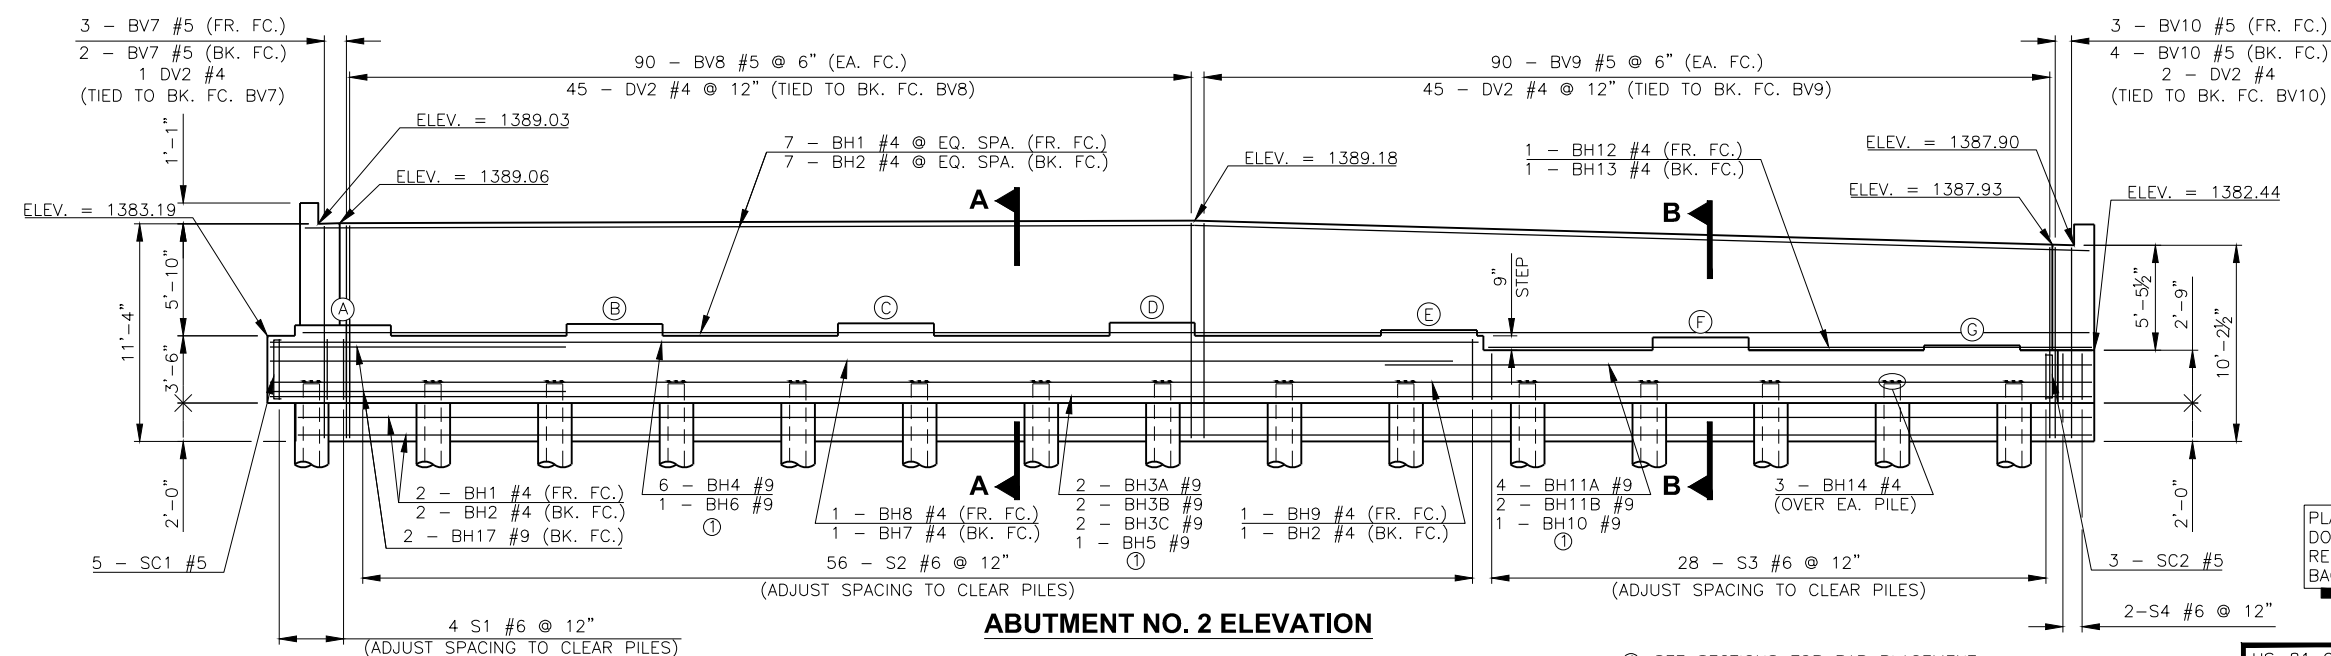 3 - BV7 #5 (FR. FC.)
2 - BV7 #5 (BK. FC.)
1 DV2 #4
(TIED TO BK. FC. BV7)
90 - BV8 #5 @ 6" (EA. FC.)
45 - DV2 #4 @ 12" (TIED TO BK. FC. BV8)
90 - BV9 #5 @ 6" (EA. FC.)
45 - DV2 #4 @ 12" (TIED TO BK. FC. BV9)
3 - BV10 #5 (FR. FC.)
4 - BV10 #5 (BK. FC.)
2 - DV2 #4
(TIED TO BK. FC. BV10)
1'-1"
ELEV. = 1389.03
ELEV. = 1389.06
7 - BH1 #4 @ EQ. SPA. (FR. FC.)
7 - BH2 #4 @ EQ. SPA. (BK. FC.)
ELEV. = 1389.18
1 - BH12 #4 (FR. FC.)
1 - BH13 #4 (BK. FC.)
ELEV. = 1387.90
ELEV. = 1387.93
ELEV. = 1382.44
ELEV. = 1383.19
A
B
11'-4"
5'-10"
3'-6"
2'-0"
A
B
C
D
E
F
G
9"
STEP
5'-5½"
2'-9"
10'-2½"
2'-0"
A
B
2 - BH1 #4 (FR. FC.)
2 - BH2 #4 (BK. FC.)
2 - BH17 #9 (BK. FC.)
6 - BH4 #9
1 - BH6 #9
1
1 - BH8 #4 (FR. FC.)
1 - BH7 #4 (BK. FC.)
2 - BH3A #9
2 - BH3B #9
2 - BH3C #9
1 - BH5 #9
1
1 - BH9 #4 (FR. FC.)
1 - BH2 #4 (BK. FC.)
4 - BH11A #9
2 - BH11B #9
1 - BH10 #9
1
3 - BH14 #4
(OVER EA. PILE)
5 - SC1 #5
56 - S2 #6 @ 12"
(ADJUST SPACING TO CLEAR PILES)
28 - S3 #6 @ 12"
(ADJUST SPACING TO CLEAR PILES)
3 - SC2 #5
2-S4 #6 @ 12"
4 S1 #6 @ 12"
(ADJUST SPACING TO CLEAR PILES)
ABUTMENT NO. 2 ELEVATION